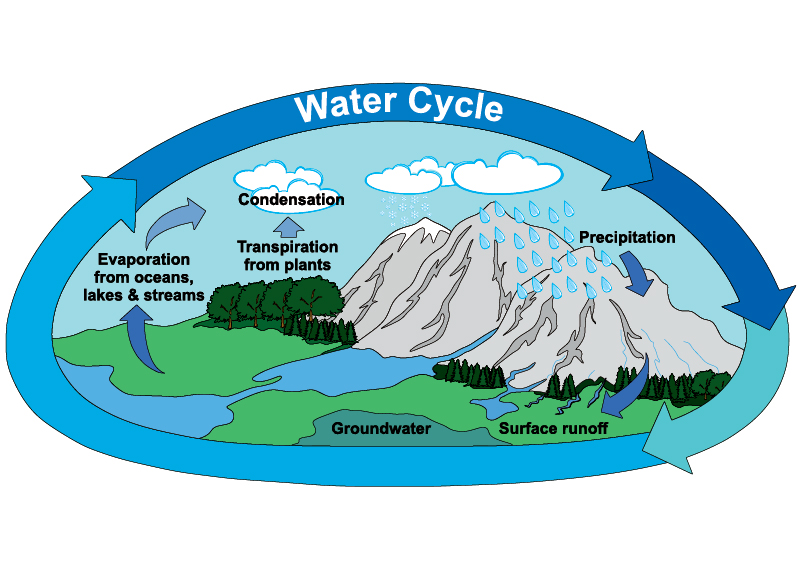 Water Cycle
Condensation
Transpiration
from plants
Evaporation
from oceans,
lakes & streams
Precipitation
Groundwater
Surface runoff